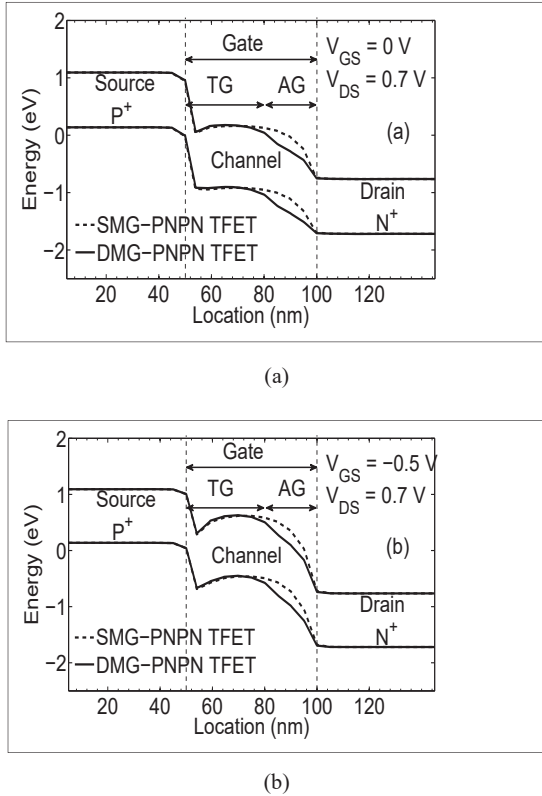 2
Gate
V_GS = 0 V
1
Source
TG
AG
V_DS = 0.7 V
P+
(a)
0
Channel
−1
Drain
SMG−PNPN TFET
N+
−2
DMG−PNPN TFET
20 40 60 80 100 120
Location (nm)
Energy (eV)
(a)
2
Gate
V_GS = −0.5 V
1
Source
TG
AG
V_DS = 0.7 V
P+
(b)
0
Channel
−1
Drain
SMG−PNPN TFET
N+
−2
DMG−PNPN TFET
20 40 60 80 100 120
Location (nm)
Energy (eV)
(b)